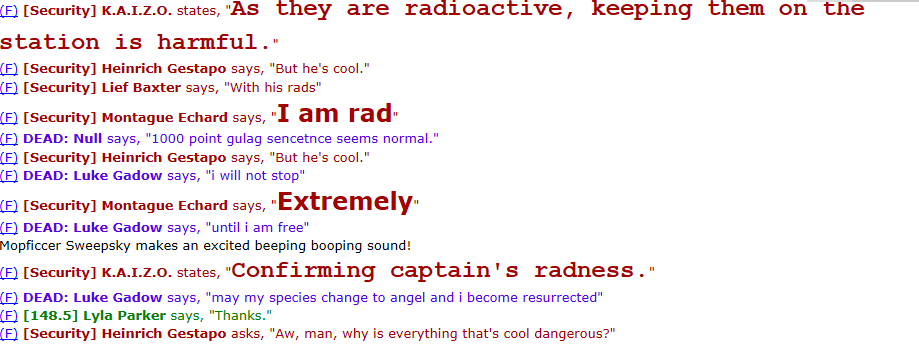 (F) [Security] K.A.I.Z.O. states, "As they are radioactive, keeping them on the
station is harmful."
(F) [Security] Heinrich Gestapo says, "But he's cool."
(F) [Security] Lief Baxter says, "With his rads"
(F) [Security] Montague Echard says, "I am rad"
(F) DEAD: Null says, "1000 point gulag sencetnce seems normal."
(F) [Security] Heinrich Gestapo says, "But he's cool."
(F) DEAD: Luke Gadow says, "i will not stop"
(F) [Security] Montague Echard says, "Extremely"
(F) DEAD: Luke Gadow says, "until i am free"
Mopficcer Sweepsky makes an excited beeping booping sound!
(F) [Security] K.A.I.Z.O. states, "Confirming captain's radness."
(F) DEAD: Luke Gadow says, "may my species change to angel and i become resurrected"
(F) [148.5] Lyla Parker says, "Thanks."
(F) [Security] Heinrich Gestapo asks, "Aw, man, why is everything that's cool dangerous?"